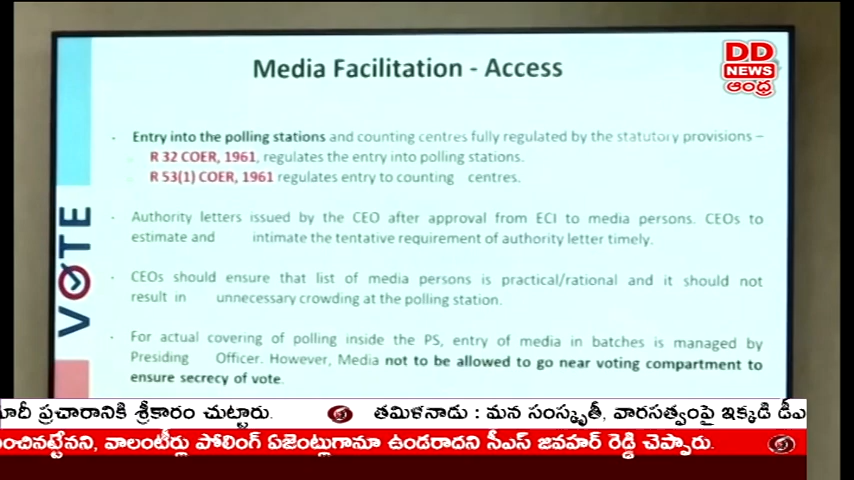 Media Facilitation - Access
DD
NEWS
ఆంధ్ర
VOTE
- Entry into the polling stations and counting centres fully regulated by the statutory provisions –
R 32 COER, 1961, regulates the entry into polling stations.
R 53(1) COER, 1961 regulates entry to counting centres.
- Authority letters issued by the CEO after approval from ECI to media persons. CEOs to
estimate and intimate the tentative requirement of authority letter timely.
- CEOs should ensure that list of media persons is practical/rational and it should not
result in unnecessary crowding at the polling station.
- For actual covering of polling inside the PS, entry of media in batches is managed by
Presiding Officer. However, Media not to be allowed to go near voting compartment to
ensure secrecy of vote.
ప్రచారానికి శ్రీకారం చుట్టారు. తమిళనాడు : మన సంస్కృతీ, వారసత్వంపై ఇక్కడి డీఎ
వాలంటీర్లు పోలింగ్ ఏజెంట్లుగానూ ఉండరాదని సీఎస్ జవహర్ రెడ్డి చెప్పారు.